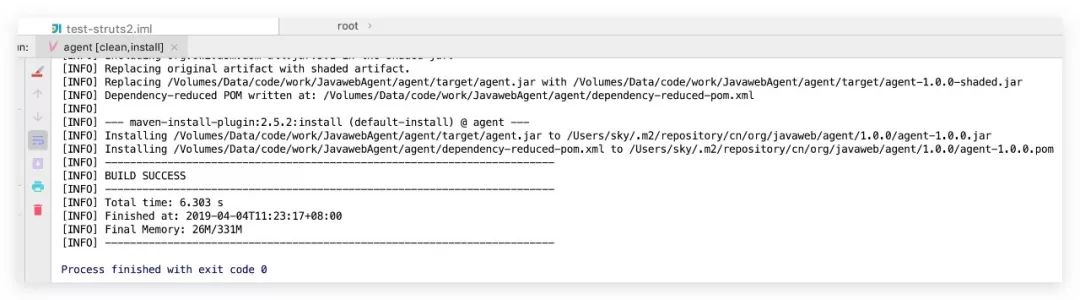 test-struts2.iml
root
un:
agent [clean,install]
[INFO] Replacing original artifact with shaded artifact.
[INFO] Replacing /Volumes/Data/code/work/JavawebAgent/agent/target/agent.jar with /Volumes/Data/code/work/JavawebAgent/agent/target/agent-1.0.0-shaded.jar
[INFO] Dependency-reduced POM written at: /Volumes/Data/code/work/JavawebAgent/agent/dependency-reduced-pom.xml
[INFO]
[INFO] --- maven-install-plugin:2.5.2:install (default-install) @ agent ---
[INFO] Installing /Volumes/Data/code/work/JavawebAgent/agent/target/agent.jar to /Users/sky/.m2/repository/cn/org/javaweb/agent/1.0.0/agent-1.0.0.jar
[INFO] Installing /Volumes/Data/code/work/JavawebAgent/agent/dependency-reduced-pom.xml to /Users/sky/.m2/repository/cn/org/javaweb/agent/1.0.0/agent-1.0.0.pom
[INFO] ------------------------------------------------------------------------
[INFO] BUILD SUCCESS
[INFO] ------------------------------------------------------------------------
[INFO] Total time: 6.303 s
[INFO] Finished at: 2019-04-04T11:23:17+08:00
[INFO] Final Memory: 26M/331M
[INFO] ------------------------------------------------------------------------
Process finished with exit code 0